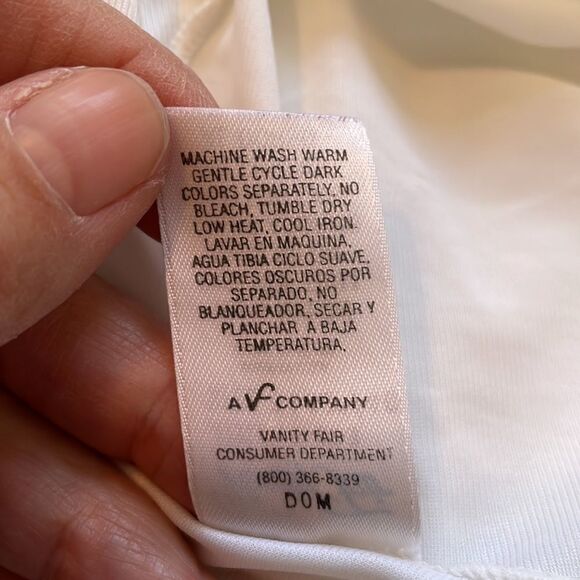 MACHINE WASH WARM
GENTLE CYCLE DARK
COLORS SEPARATELY, NO
BLEACH, TUMBLE DRY
LOW HEAT, COOL IRON.
LAVAR EN MAQUINA,
AGUA TIBIA CICLO SUAVE,
COLORES OSCUROS POR
SEPARADO, NO
BLANQUEADOR, SECAR Y
PLANCHAR A BAJA
TEMPERATURA.
A VF COMPANY
VANITY FAIR
CONSUMER DEPARTMENT
(800) 366-8339
DOM